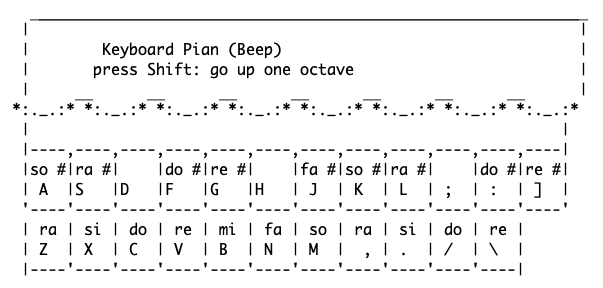 Keyboard Pian (Beep)
press Shift: go up one octave
so # ra # do # re # fa # so # ra # do # re #
A S D F G H J K L ; : ]
ra si do re mi fa so ra si do re
Z X C V B N M , . / \